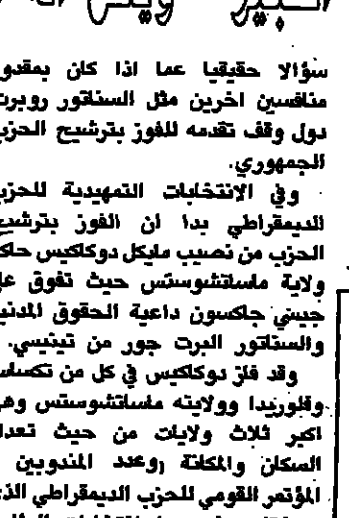 سؤالا حقيقيا عما اذا كان بمقدو
منافسين اخرين مثل السناتور روبرت
دول وقف تقدمه للفوز بترشيح الحزب
الجمهوري.
وفي الانتخابات التمهيدية للحزب
الديمقراطي بدا ان الفوز بترشيح
الحزب من نصيب مايكل دوكاكيس حاك
ولاية ماساتشوستس حيث تفوق عل
جيسي جاكسون داعية الحقوق المدنية
والسناتور البرت جور من تينيسي.
وقد فاز دوكاكيس في كل من تكساس
وفلوريدا وولايته ماساتشوستس وهي
اكبر ثلاث ولايات من حيث تعداد
السكان والمكانة وعدد المندوبين
المؤتمر القومي للحزب الديمقراطي الذي